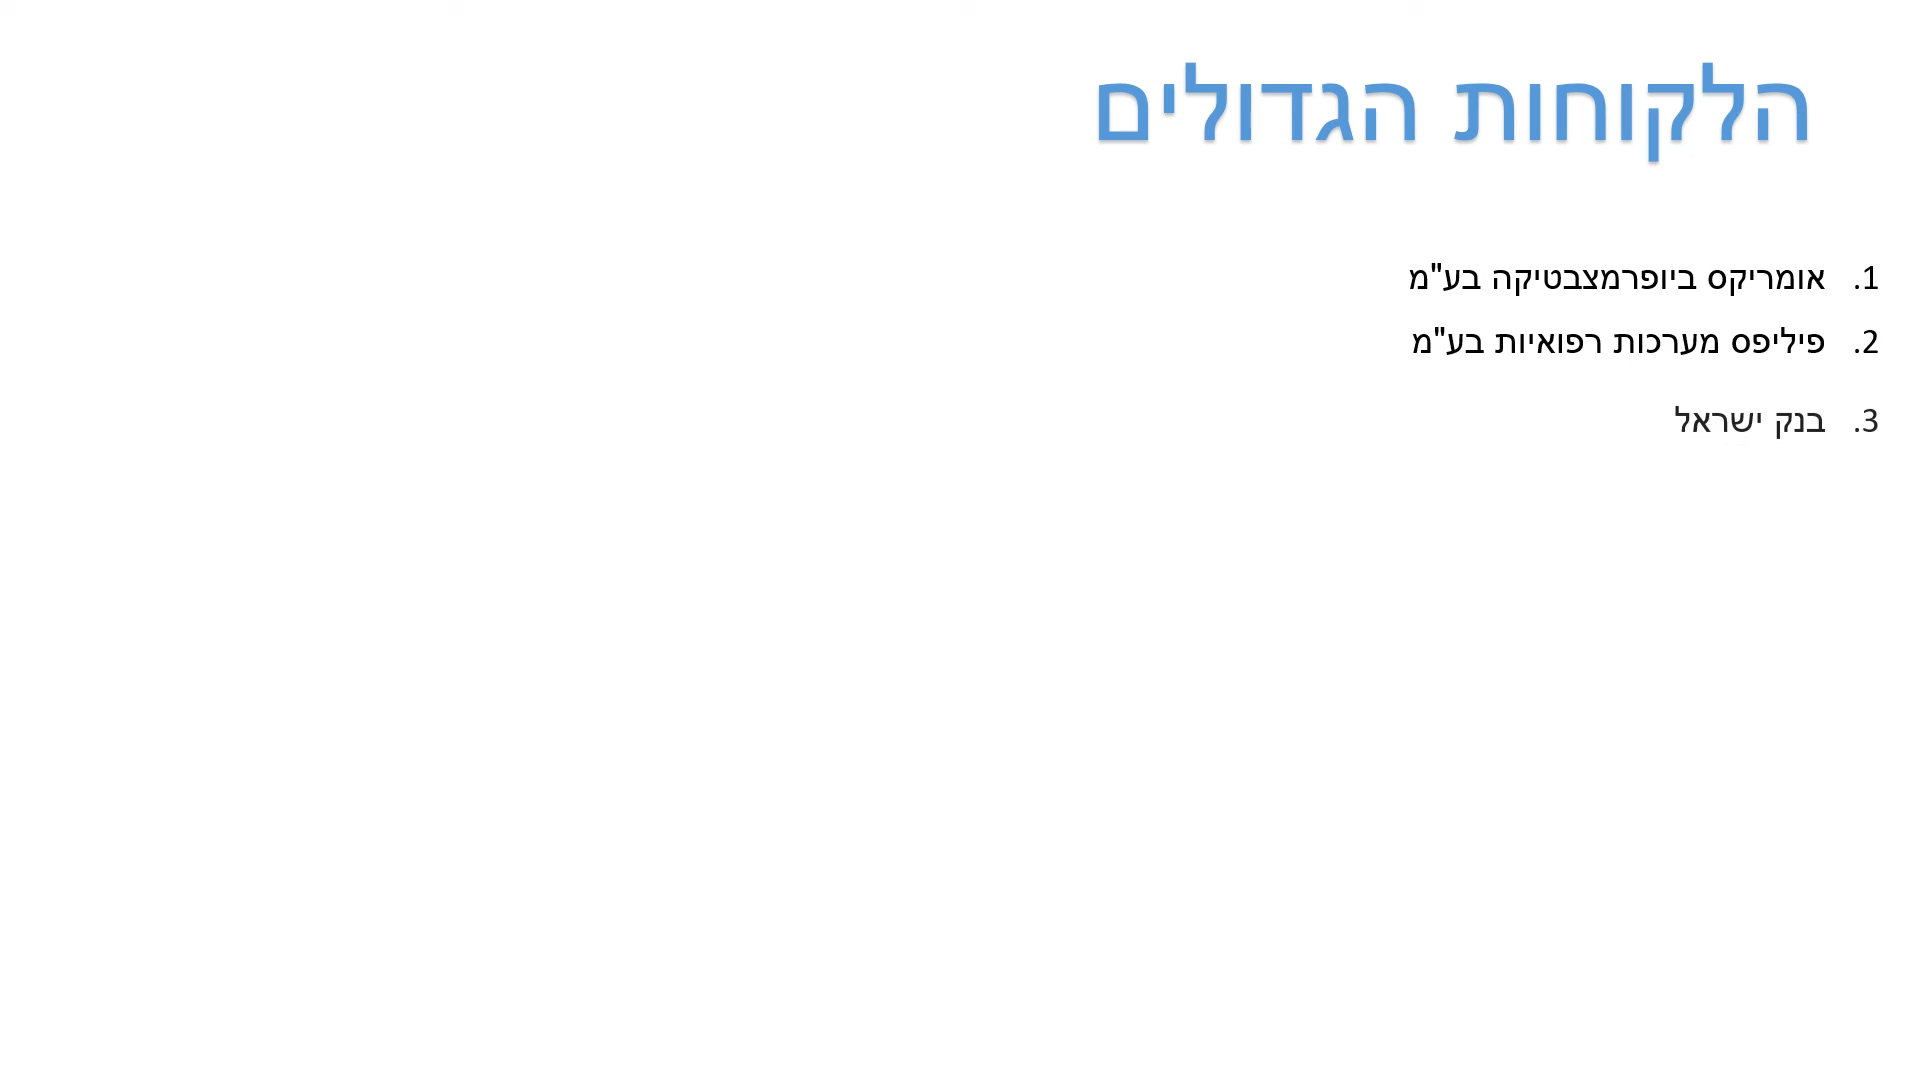 הלקוחות הגדולים
1. אומריקס ביופרמצבטיקה בע"מ
2. פיליפס מערכות רפואיות בע"מ
3. בנק ישראל